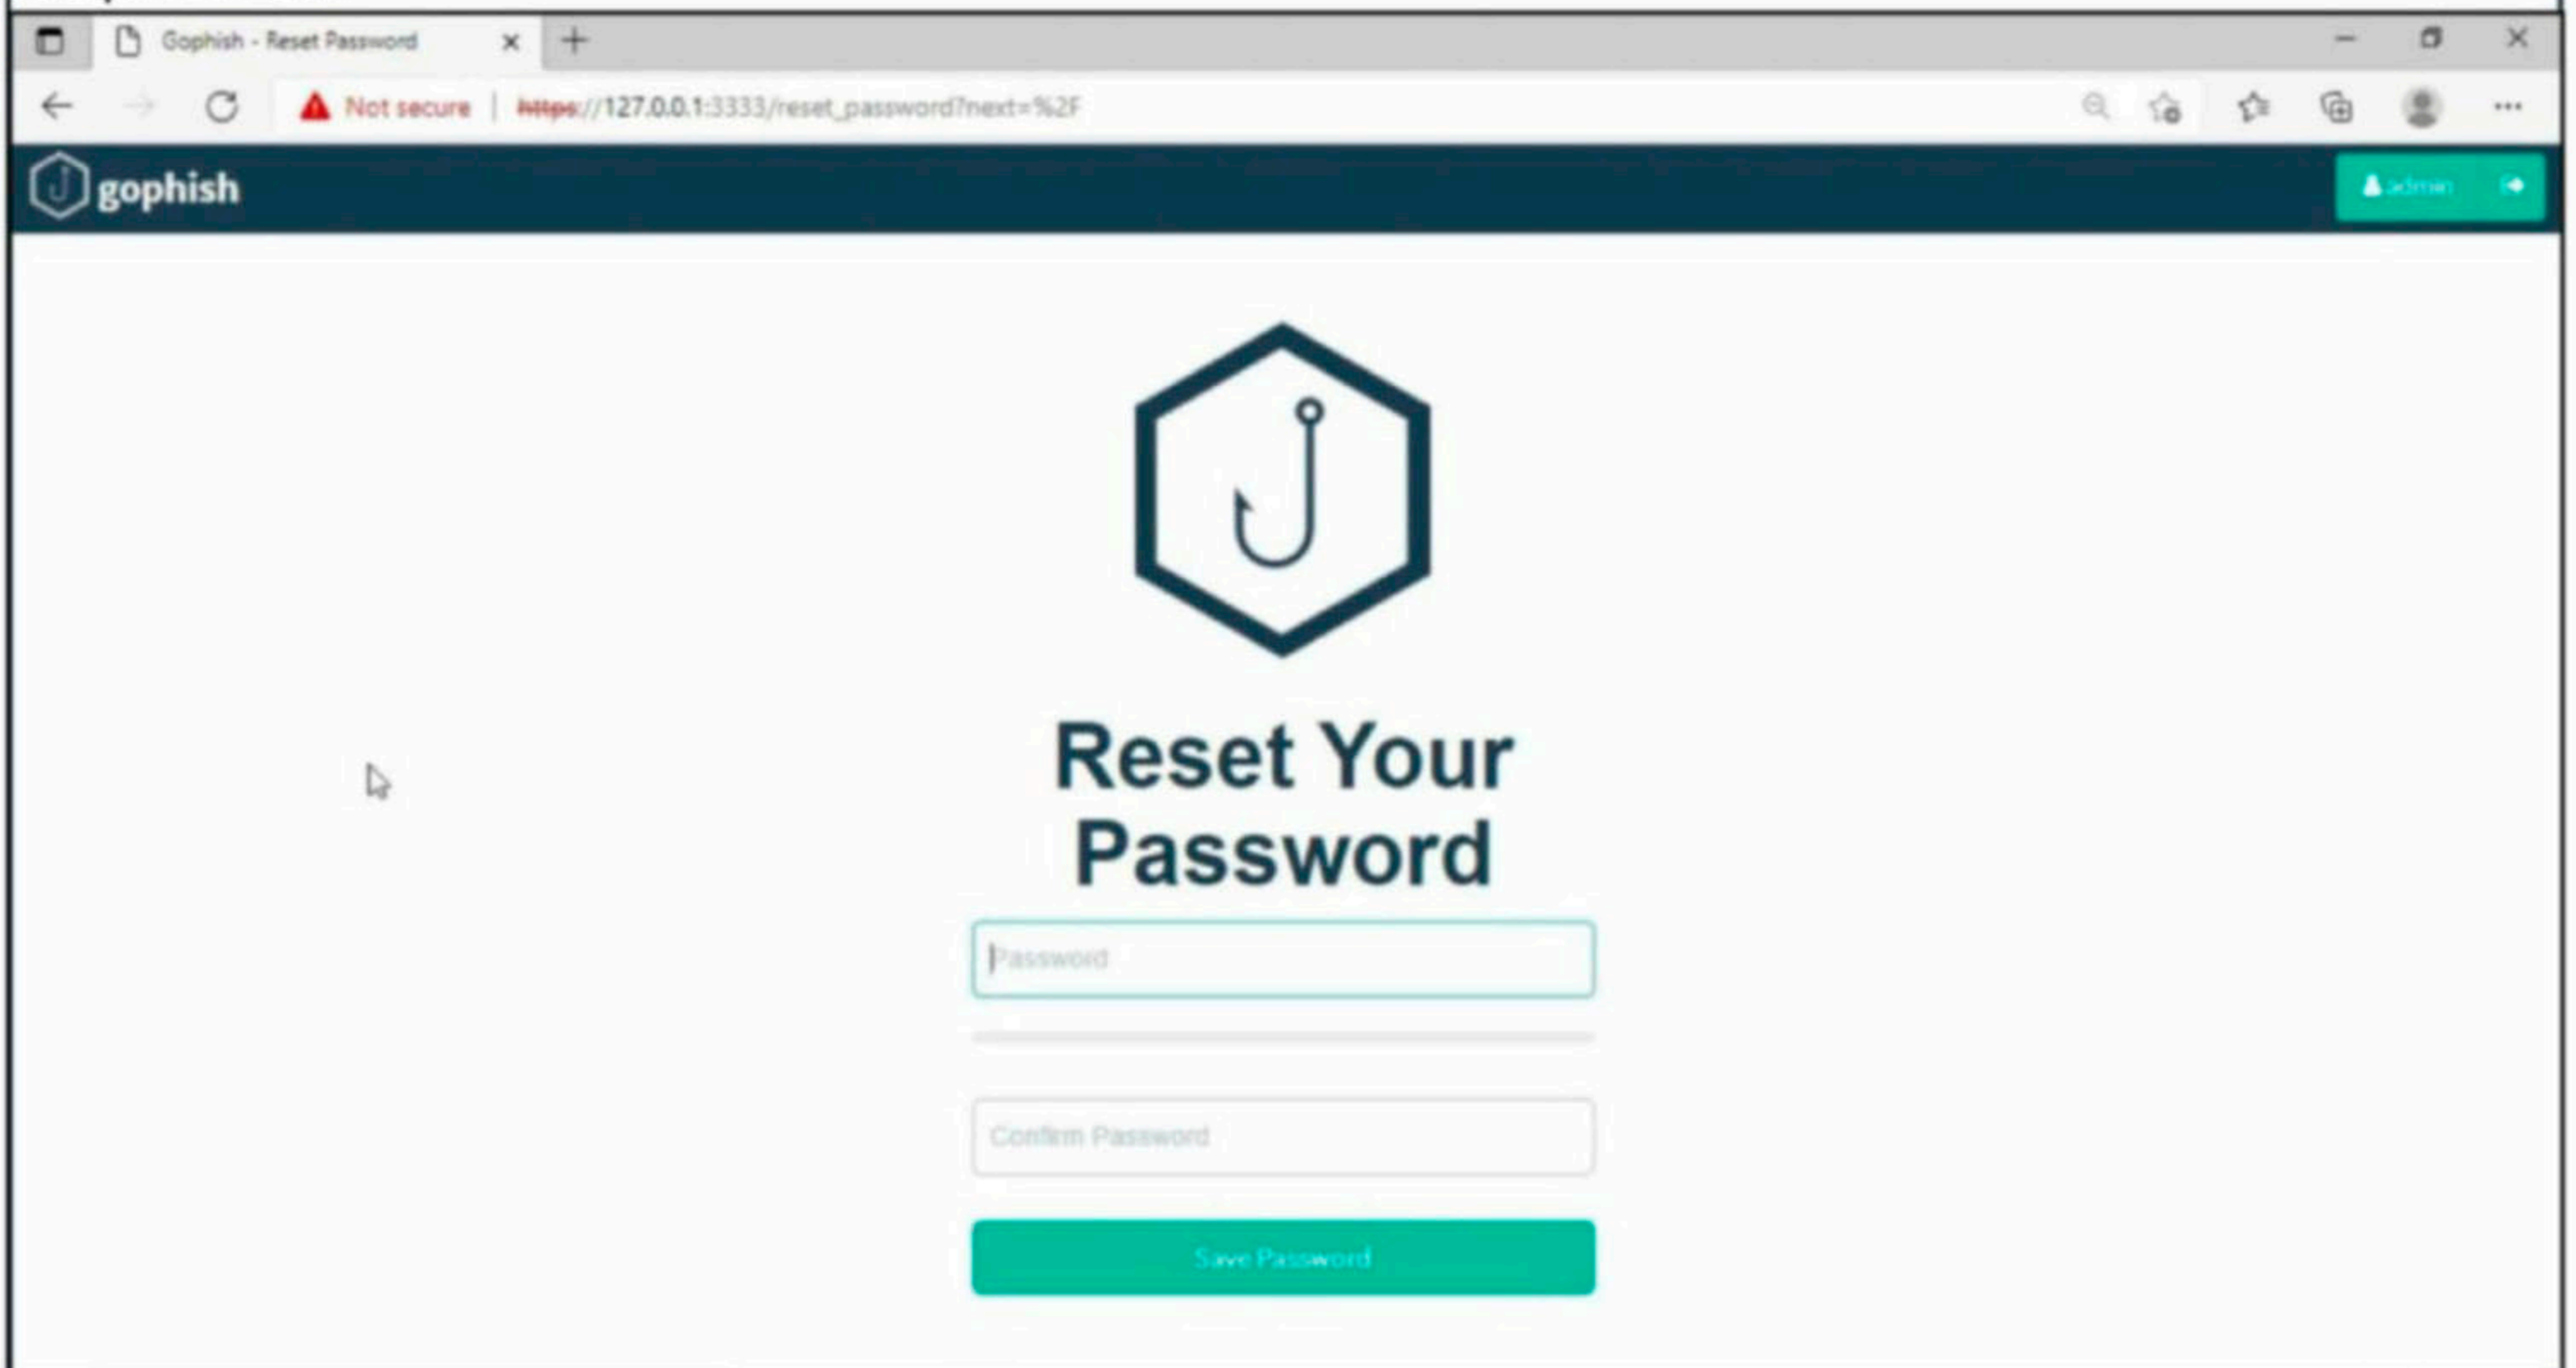 Gophish - Reset Password
Not secure | https://127.0.0.1:3333/reset_password?next=%2F
gophish
admin
Reset Your
Password
Password
Confirm Password
Save Password